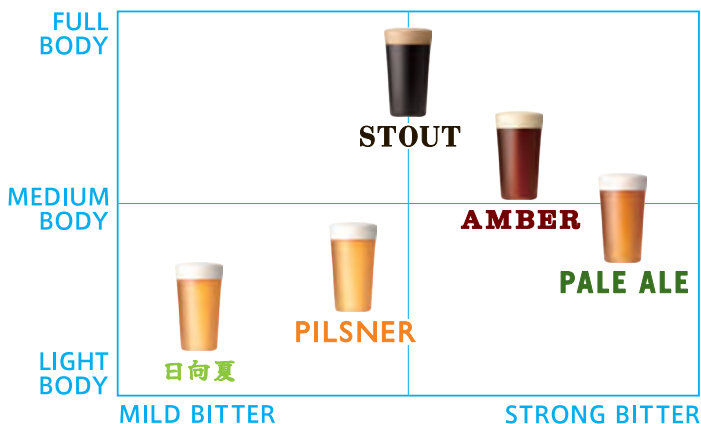 FULL
BODY
STOUT
MEDIUM
BODY
AMBER
PALE ALE
PILSNER
日向夏
LIGHT
BODY
MILD BITTER
STRONG BITTER